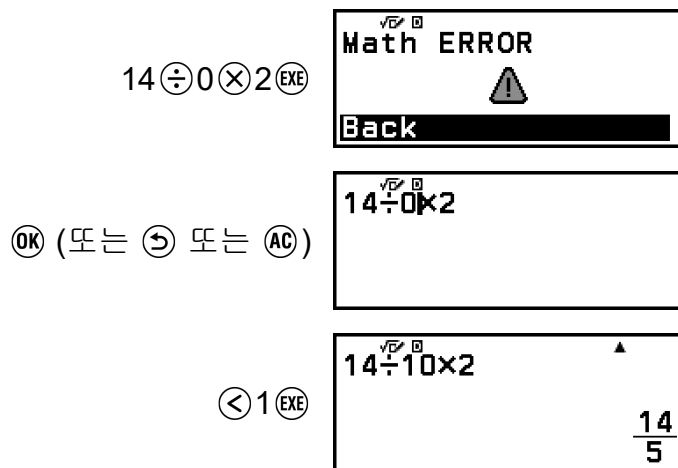 14÷0×2EXE
√▱/ D
Math ERROR
Back
OK (또는 ⮌ 또는 AC)
√▱/ D
14÷0×2
<1EXE
√▱/ D ▲
14÷10×2
14
5